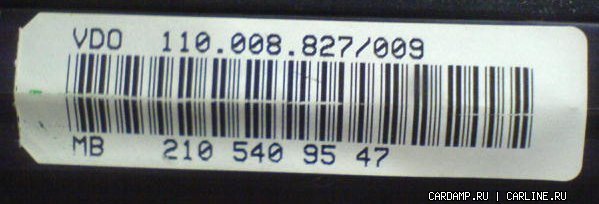 VDO 110.008.827/009
MB 210 540 95 47
CARDAMP.RU | CARLINE.RU